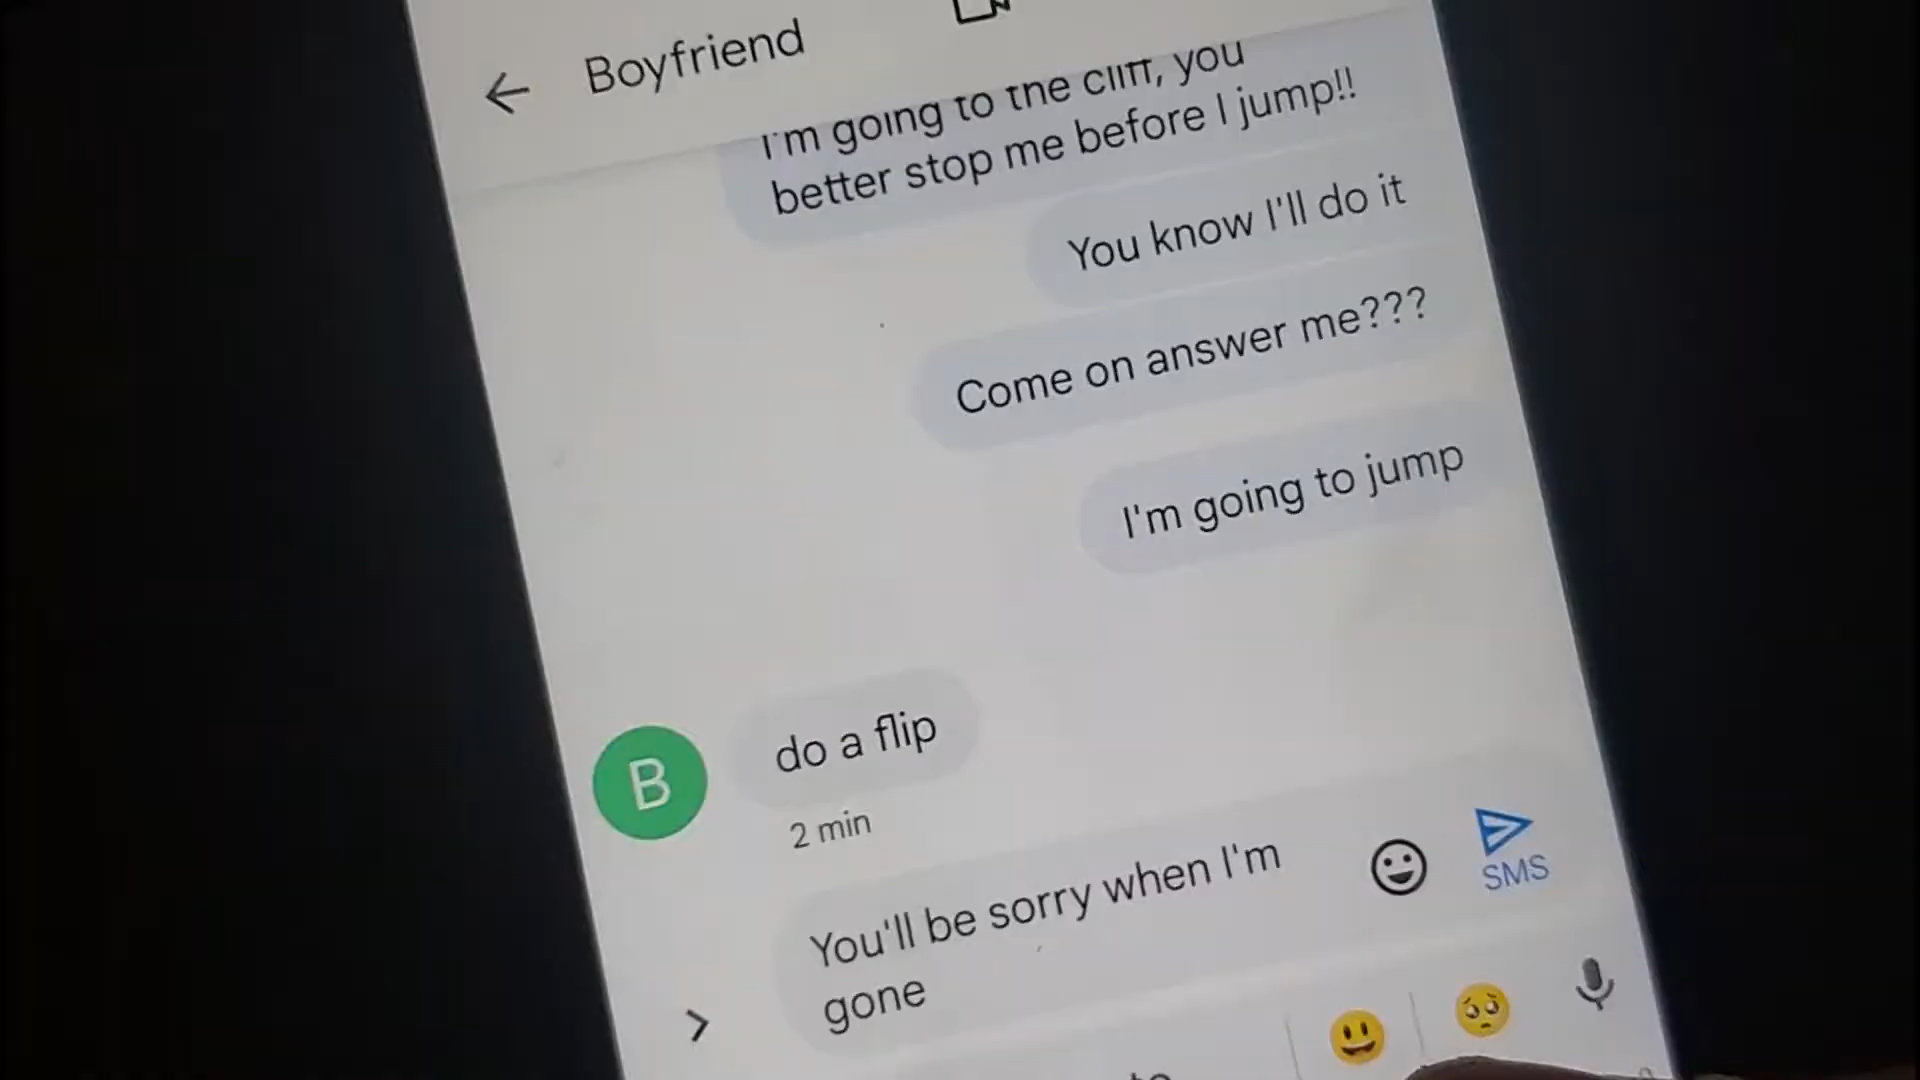 Boyfriend
I'm going to the cliff, you
better stop me before I jump!!
You know I'll do it
Come on answer me???
I'm going to jump
do a flip
B
2 min
You'll be sorry when I'm
gone
SMS
to